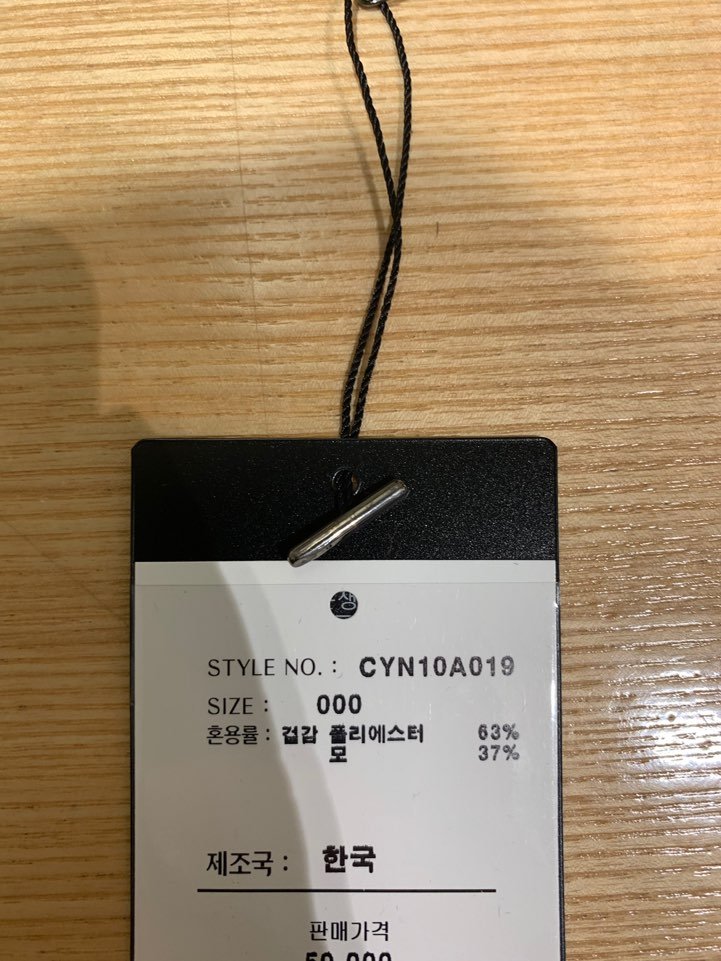 STYLE NO. : CYN10A019
SIZE : 000
혼용률 : 겉감 폴리에스터 63%
모 37%
제조국 : 한국
판매가격